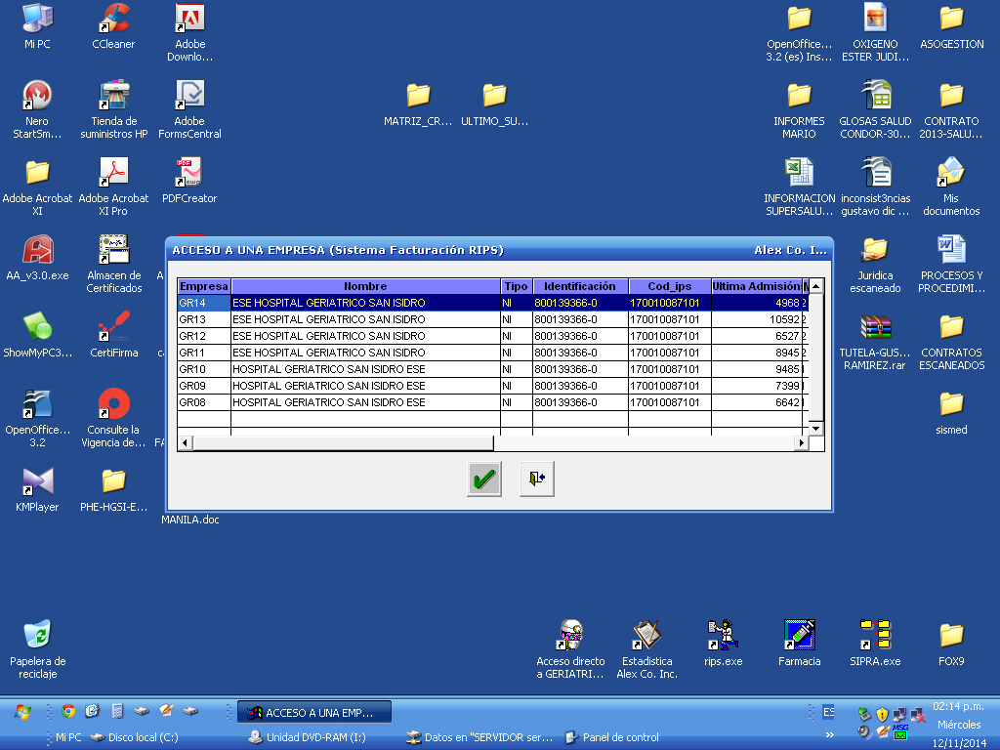 Mi PC
CCleaner
Adobe
Downlo...
OpenOffice...
3.2 (es) Ins...
OXIGENO
ESTER JUDI...
ASOGESTION
Nero
StartSm...
Tienda de
suministros HP
Adobe
FormsCentral
MATRIZ_CR...
ULTIMO_SU...
INFORMES
MARIO
GLOSAS SALUD
CONDOR-30...
CONTRATO
2013-SALU...
Adobe Acrobat
XI
Adobe Acrobat
XI Pro
PDFCreator
INFORMACION
SUPERSALU...
inconsist3ncias
gustavo dic ...
Mis
documentos
AA_v3.0.exe
Almacen de
Certificados
Juridica
escaneado
PROCESOS Y
PROCEDIMI...
ACCESO A UNA EMPRESA (Sistema Facturación RIPS)
Alex Co. I...
Empresa Nombre Tipo Identificación Cod_ips Ultima Admisión
GR14 ESE HOSPITAL GERIATRICO SAN ISIDRO NI 800139366-0 170010087101 4968
GR13 ESE HOSPITAL GERIATRICO SAN ISIDRO NI 800139366-0 170010087101 10592
GR12 ESE HOSPITAL GERIATRICO SAN ISIDRO NI 800139366-0 170010087101 6527
GR11 ESE HOSPITAL GERIATRICO SAN ISIDRO NI 800139366-0 170010087101 8945
GR10 HOSPITAL GERIATRICO SAN ISIDRO ESE NI 800139366-0 170010087101 9485
GR09 HOSPITAL GERIATRICO SAN ISIDRO ESE NI 800139366-0 170010087101 7399
GR08 HOSPITAL GERIATRICO SAN ISIDRO ESE NI 800139366-0 170010087101 6642
ShowMyPC3...
CertiFirma
TUTELA-GUS...
RAMIREZ.rar
CONTRATOS
ESCANEADOS
OpenOffice...
3.2
Consulte la
Vigencia de...
sismed
KMPlayer
PHE-HGSI-E...
MANILA.doc
Papelera de
reciclaje
Acceso directo
a GERIATRI...
Estadistica
Alex Co. Inc.
rips.exe
Farmacia
SIPRA.exe
FOX9
ACCESO A UNA EMP...
ES
02:14 p.m.
Miércoles
12/11/2014
Mi PC
Disco local (C:)
Unidad DVD-RAM (I:)
Datos en "SERVIDOR ser...
Panel de control
MSG